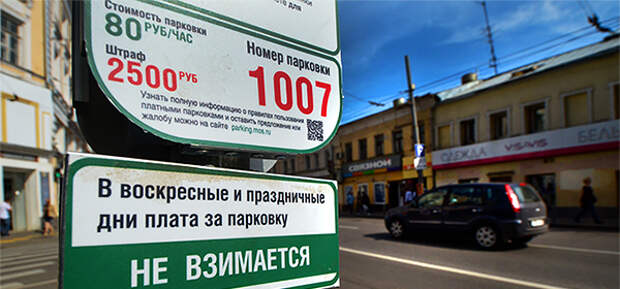 Стоимость парковки
80 РУБ/ЧАС
Штраф
2500 РУБ
Номер парковки
1007
Узнать полную информацию о правилах пользования
платными парковками и оставить предложение или
жалобу можно на сайте parking.mos.ru
В воскресные и праздничные
дни плата за парковку
НЕ ВЗИМАЕТСЯ
СВЯЗНОЙ
ОДЕЖДА